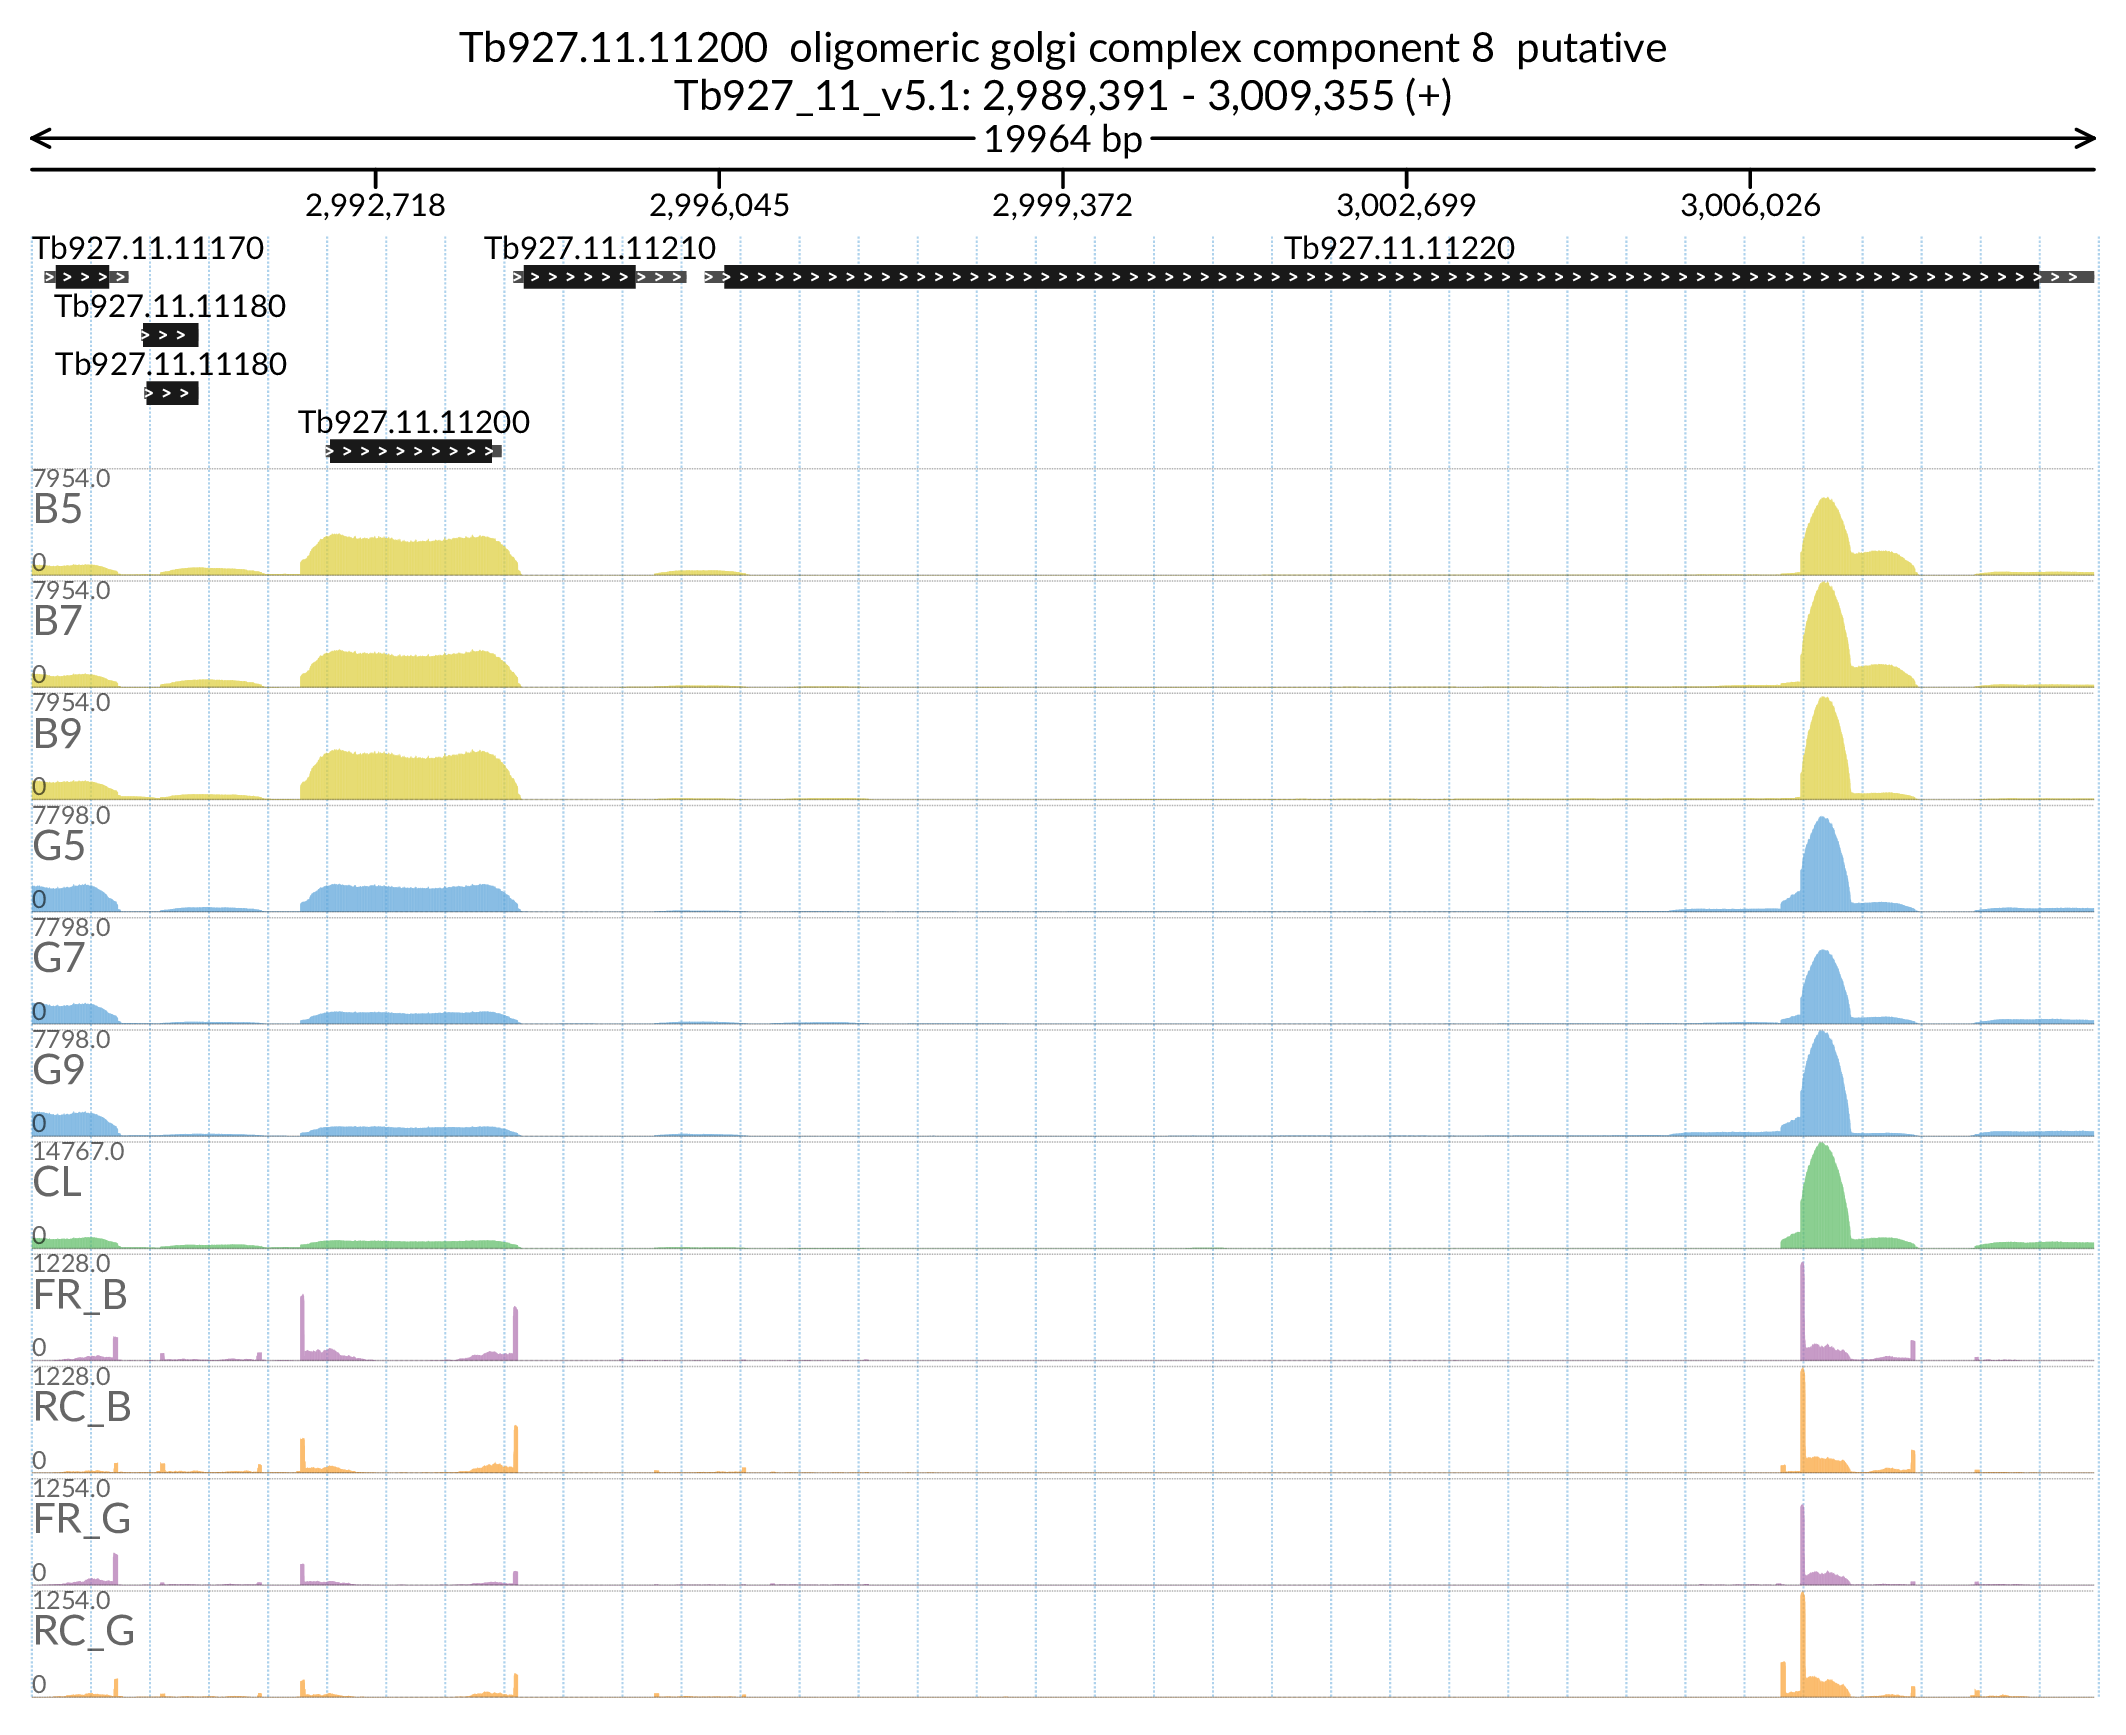 Tb927.11.11200 oligomeric golgi complex component 8 putative
Tb927_11_v5.1: 2,989,391 - 3,009,355 (+)
19964 bp
2,992,718 2,996,045 2,999,372 3,002,699 3,006,026
Tb927.11.11170 Tb927.11.11210 Tb927.11.11220
Tb927.11.11180
Tb927.11.11180
Tb927.11.11200
7954.0
B5
0
7954.0
B7
0
7954.0
B9
0
7798.0
G5
0
7798.0
G7
0
7798.0
G9
0
14767.0
CL
0
1228.0
FR_B
0
1228.0
RC_B
0
1254.0
FR_G
0
1254.0
RC_G
0